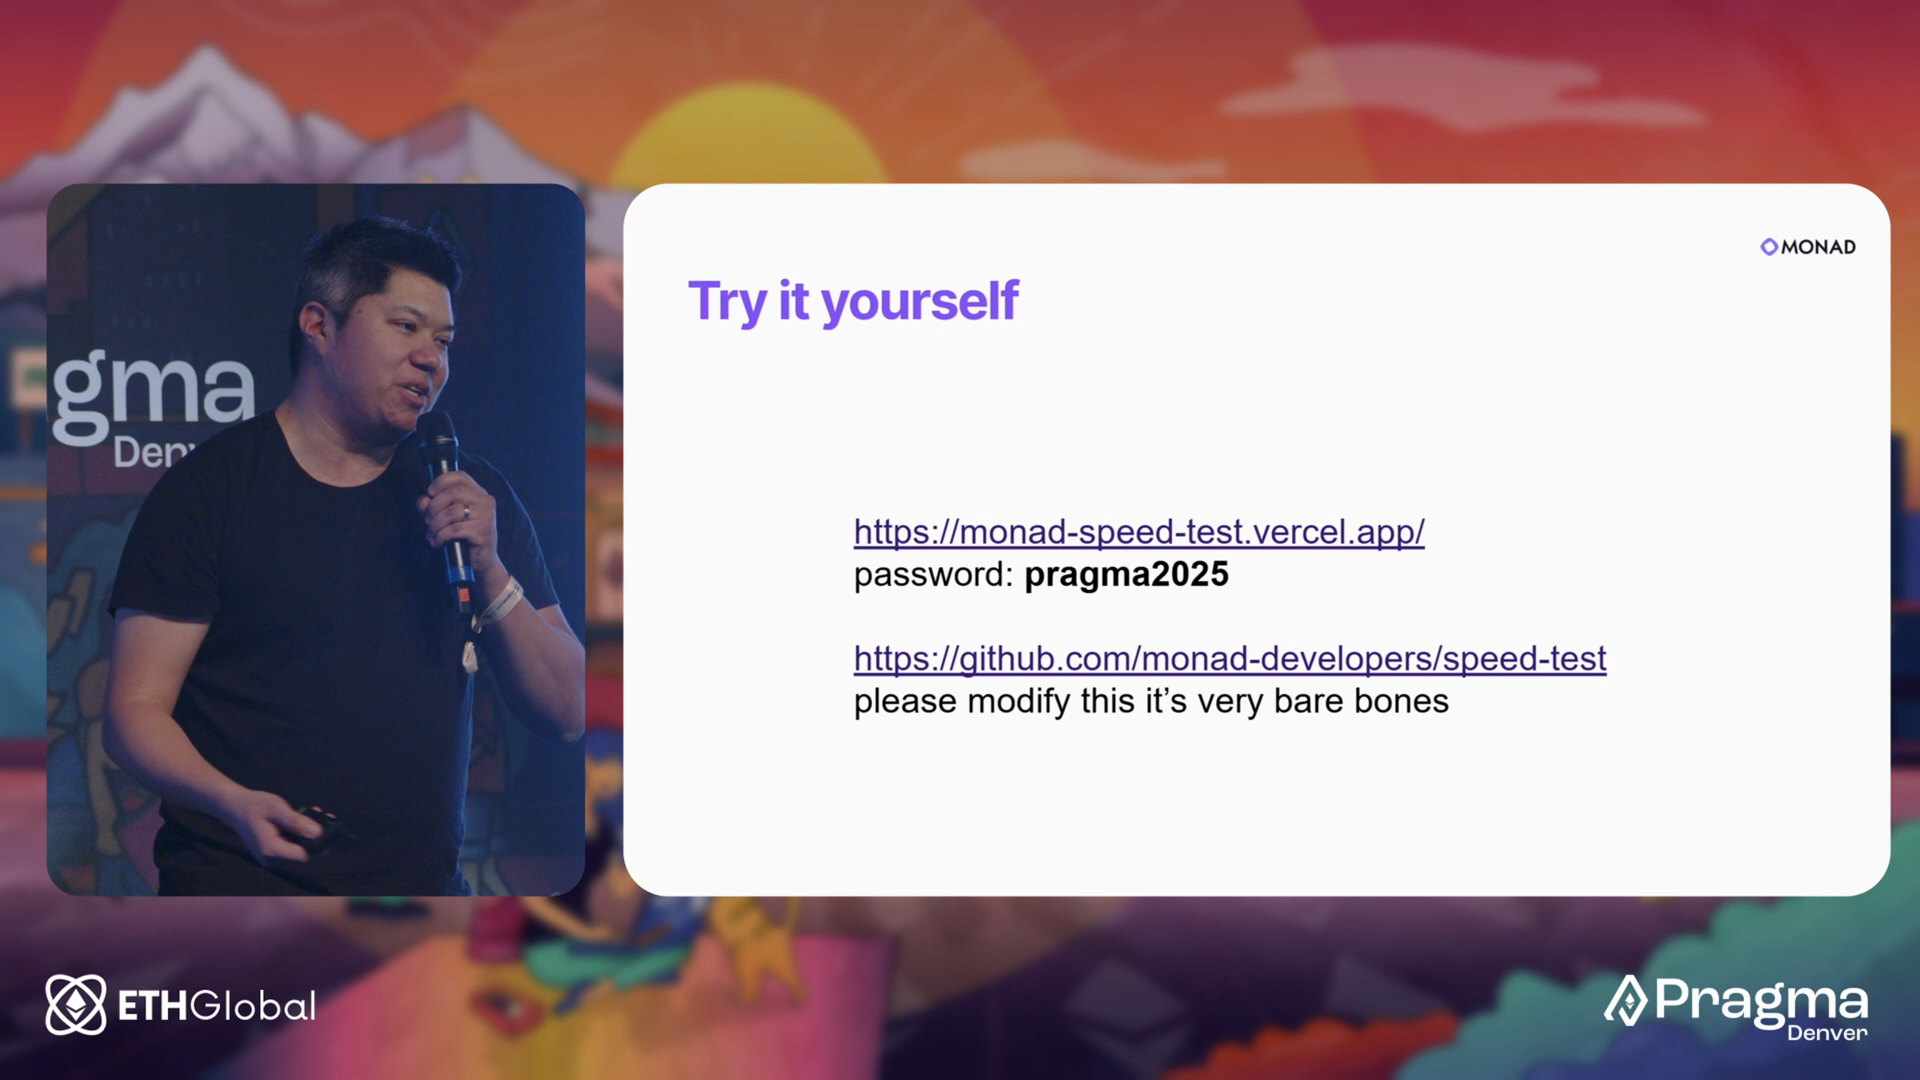 gma
Den
MONAD
Try it yourself
https://monad-speed-test.vercel.app/
password: pragma2025
https://github.com/monad-developers/speed-test
please modify this it's very bare bones
ETHGlobal
Pragma
Denver